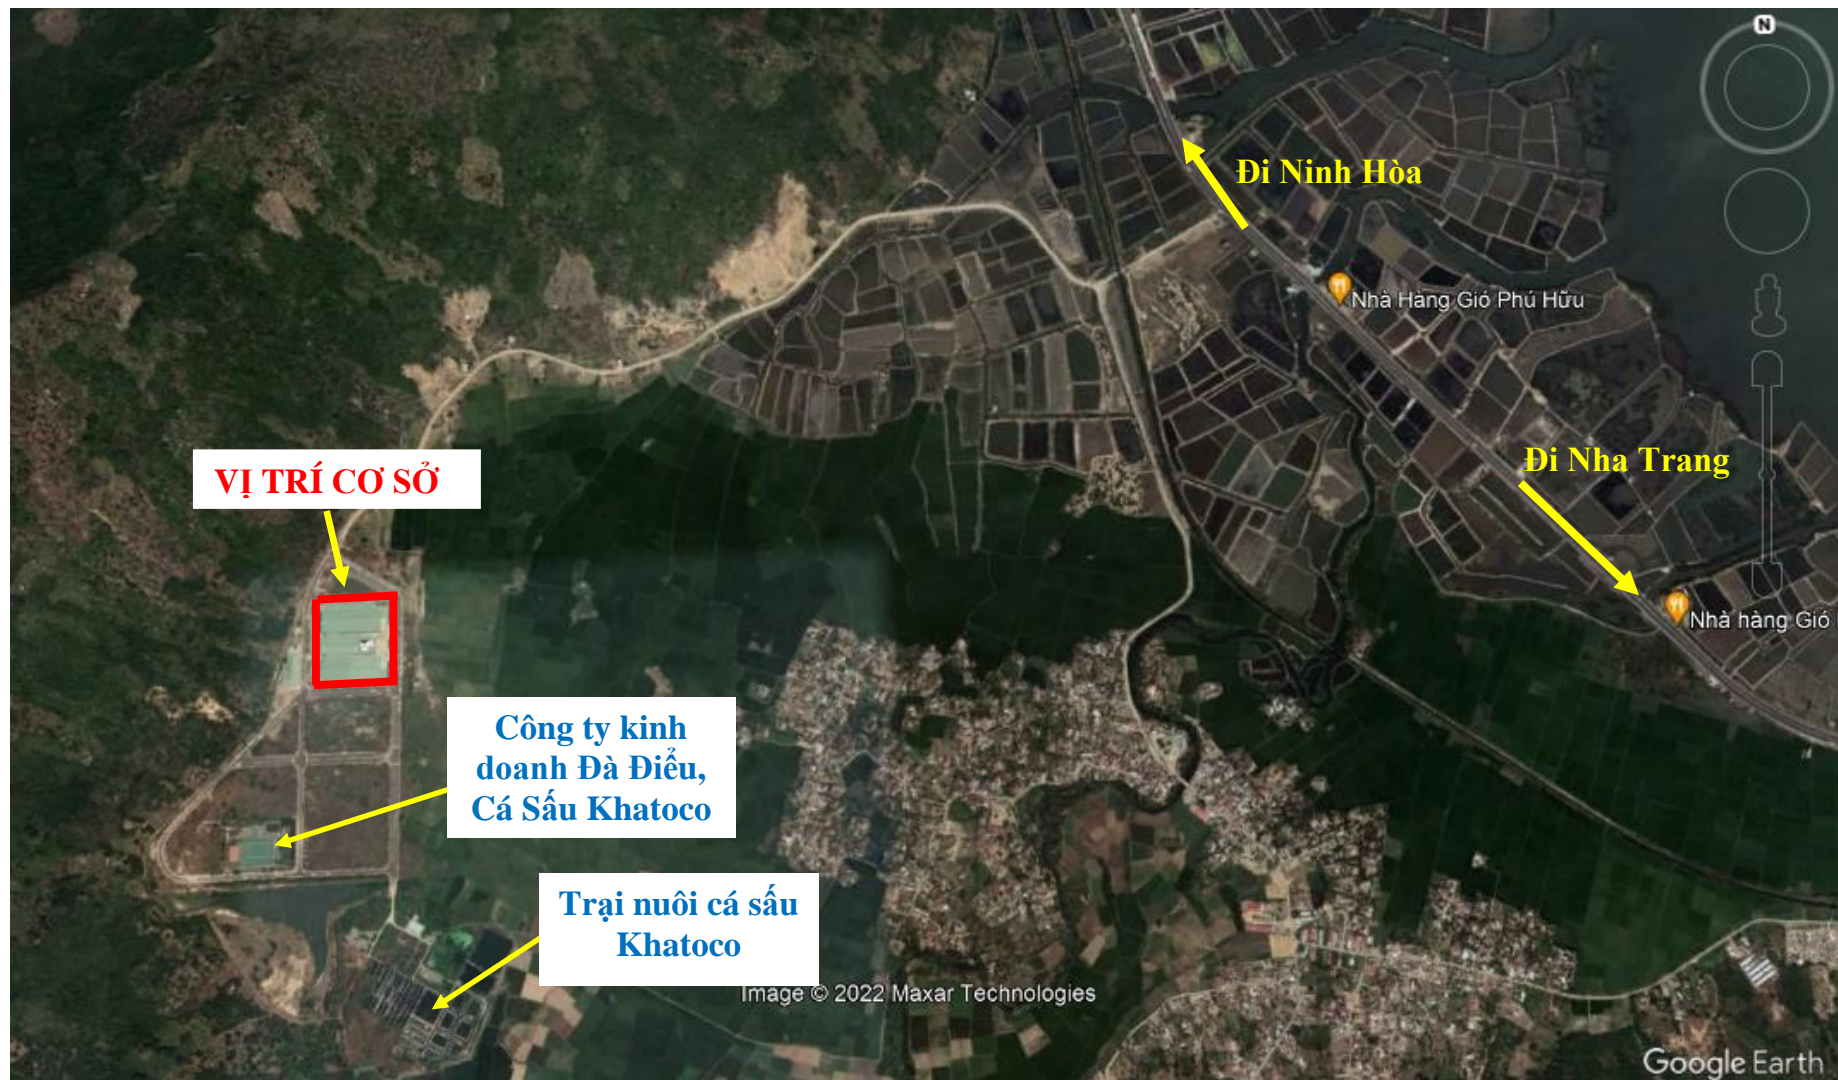 N
Đi Ninh Hòa
Nhà Hàng Gió Phú Hữu
Đi Nha Trang
VỊ TRÍ CƠ SỞ
Nhà hàng Gió
Công ty kinh
doanh Đà Điểu,
Cá Sấu Khatoco
Trại nuôi cá sấu
Khatoco
Image © 2022 Maxar Technologies
Google Earth